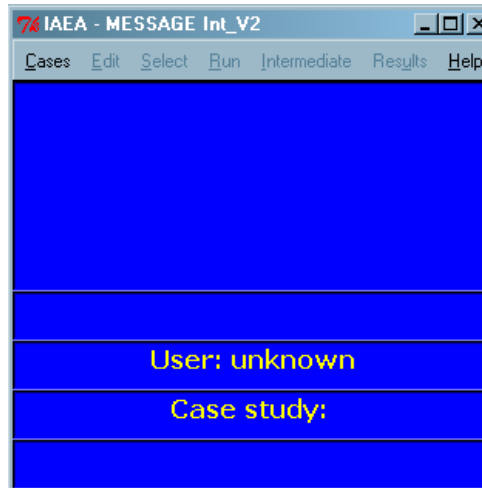 IAEA - MESSAGE Int_V2
Cases Edit Select Run Intermediate Results Help
User: unknown
Case study: